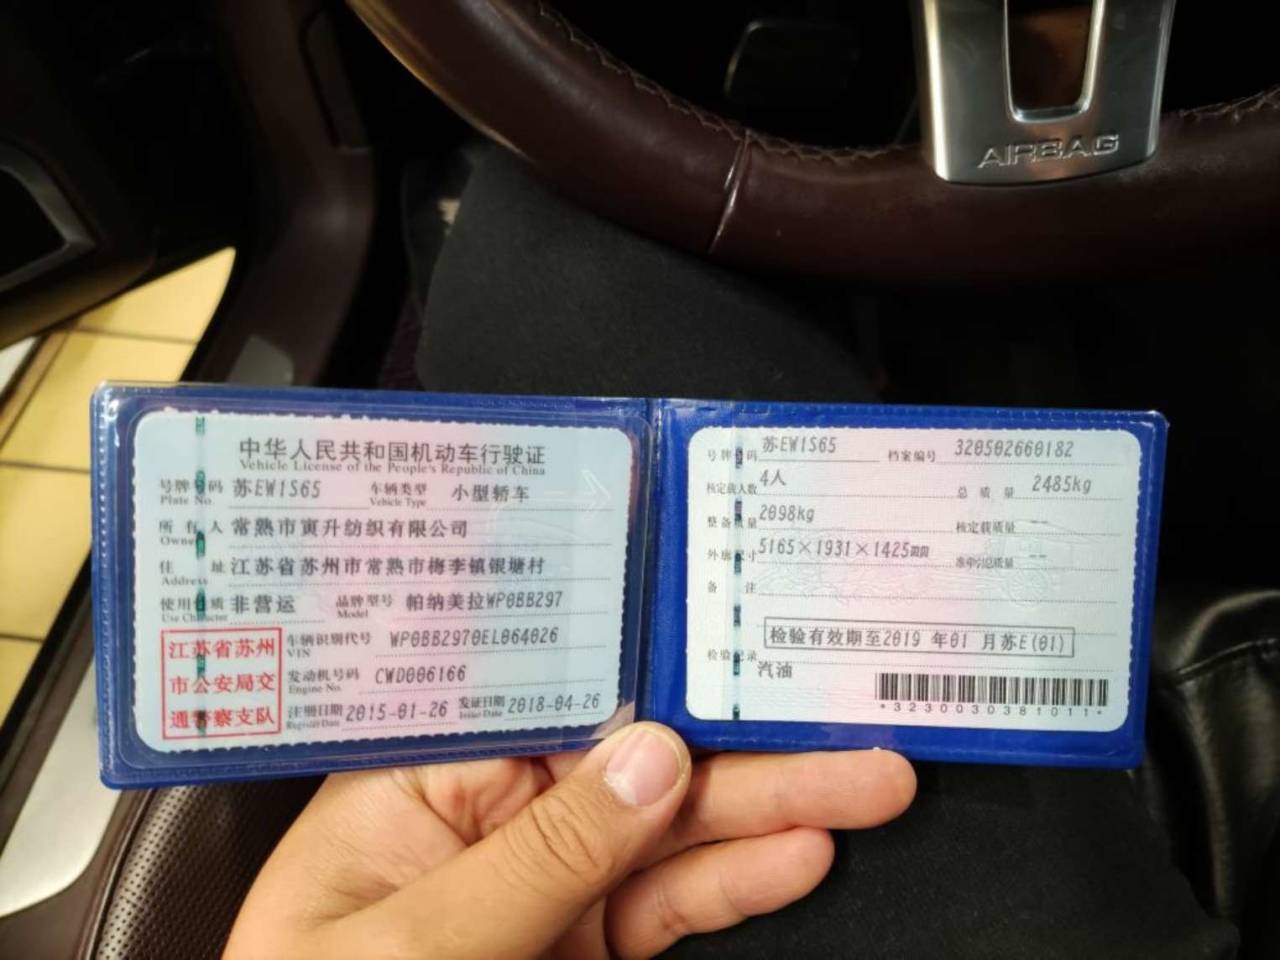 AIRBAG
中华人民共和国机动车行驶证
Vehicle License of the People's Republic of China
号牌号码 苏EW1S65 车辆类型 小型轿车
Plate No. Vehicle Type
所有人 常熟市寅升纺织有限公司
Owner
住址 江苏省苏州市常熟市梅李镇银塘村
Address
使用性质 非营运 品牌型号 帕纳美拉WP0BB297
Use Character Model
江苏省苏州
市公安局交
通警察支队
车辆识别代号 WP0BB2970EL064026
VIN
发动机号码 CWD006166
Engine No.
注册日期 2015-01-26 发证日期 2018-04-26
Register Date Issue Date
号牌号码 苏EW1S65 档案编号 320502660182
核定载人数 4人 总质量 2485kg
整备质量 2098kg 核定载质量 --
外廓尺寸 5165×1931×1425mm 准牵引总质量 --
备注
检验记录 检验有效期至2019 年01 月苏E(01)
汽油
*3230030381011*